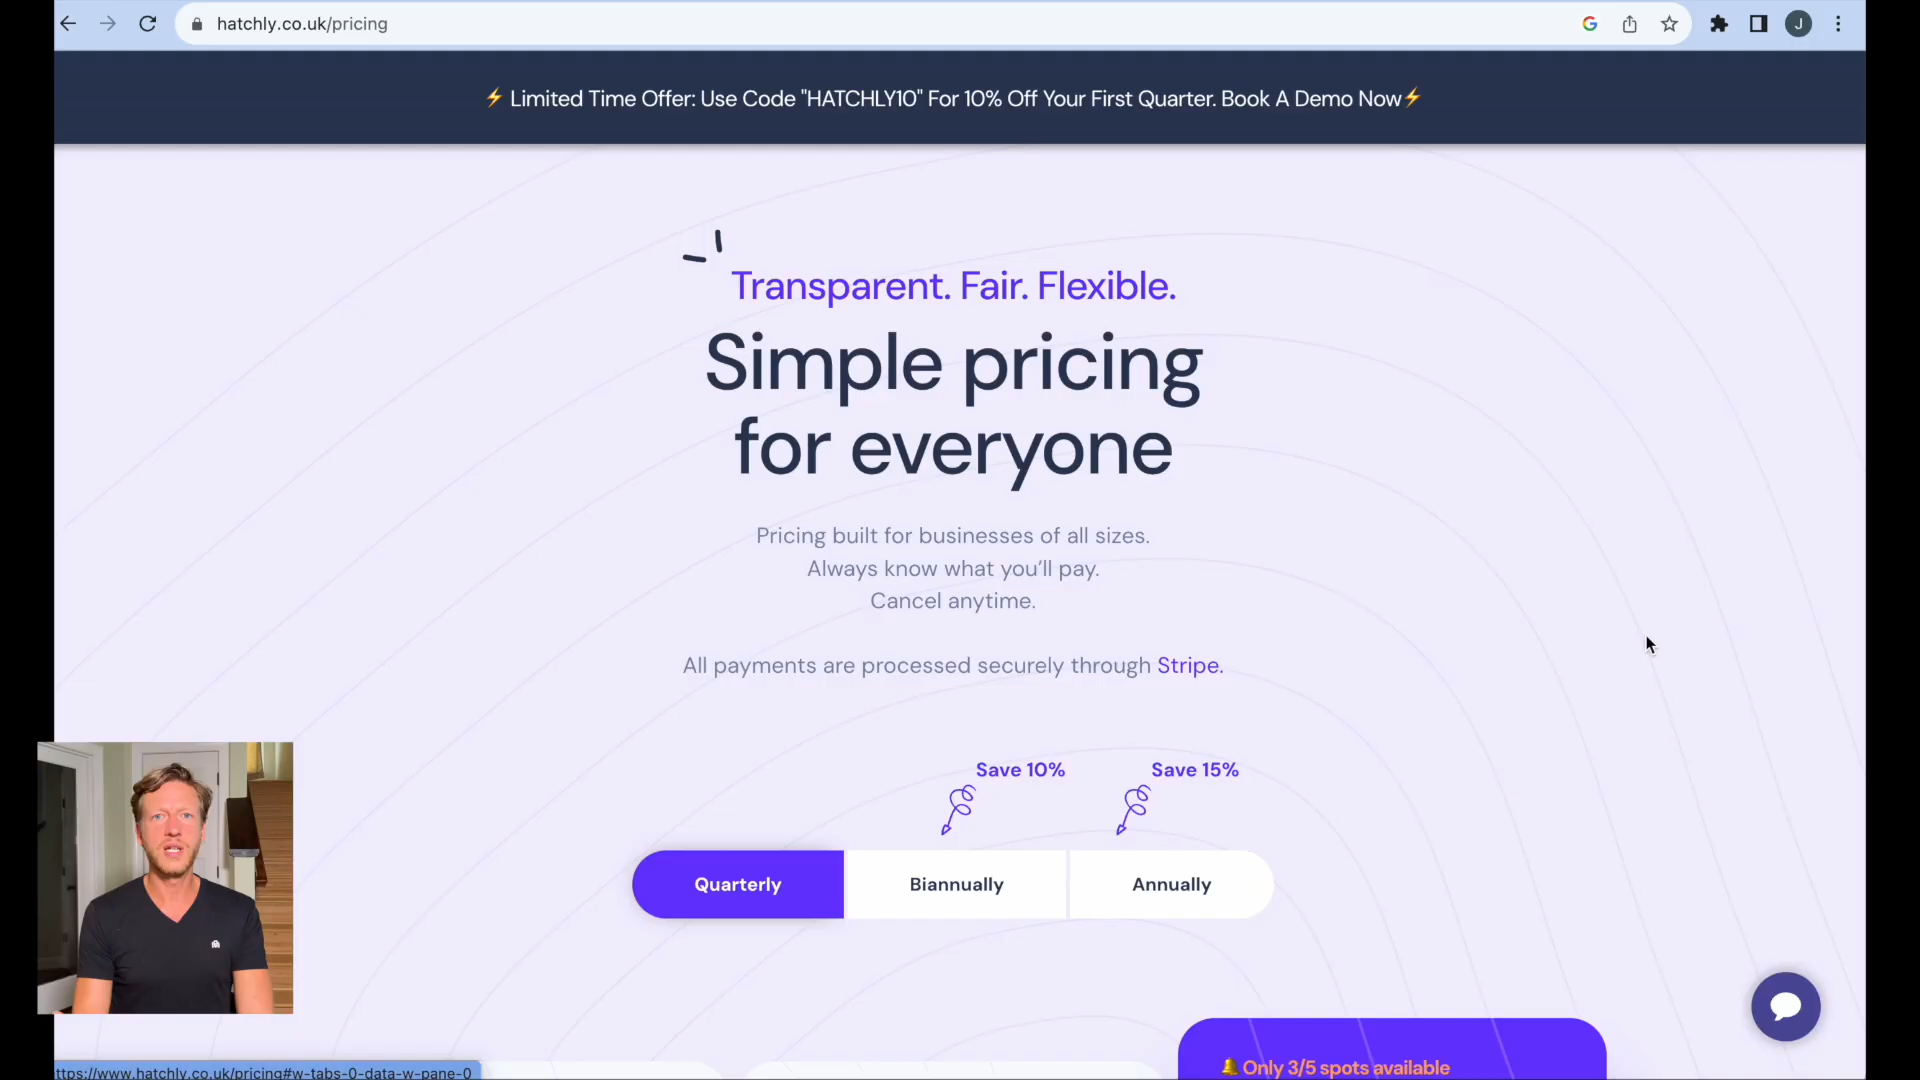 hatchly.co.uk/pricing
J
⚡ Limited Time Offer: Use Code "HATCHLY10" For 10% Off Your First Quarter. Book A Demo Now⚡
Transparent. Fair. Flexible.
Simple pricing
for everyone
Pricing built for businesses of all sizes.
Always know what you'll pay.
Cancel anytime.
All payments are processed securely through Stripe.
Save 10%
Save 15%
Quarterly
Biannually
Annually
🔔 Only 3/5 spots available
ttps://www.hatchly.co.uk/pricing#w-tabs-0-data-w-pane-0